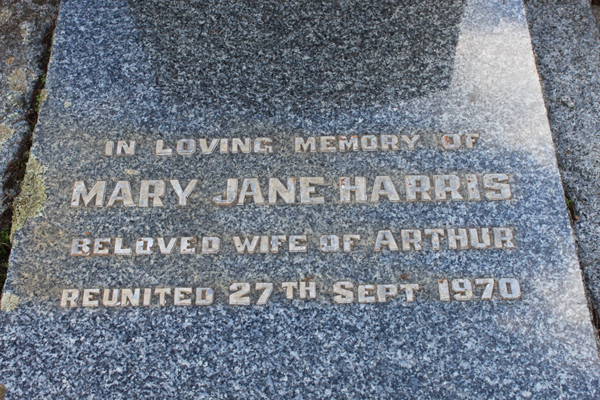 IN LOVING MEMORY OF
MARY JANE HARRIS
BELOVED WIFE OF ARTHUR
REUNITED 27TH SEPT 1970